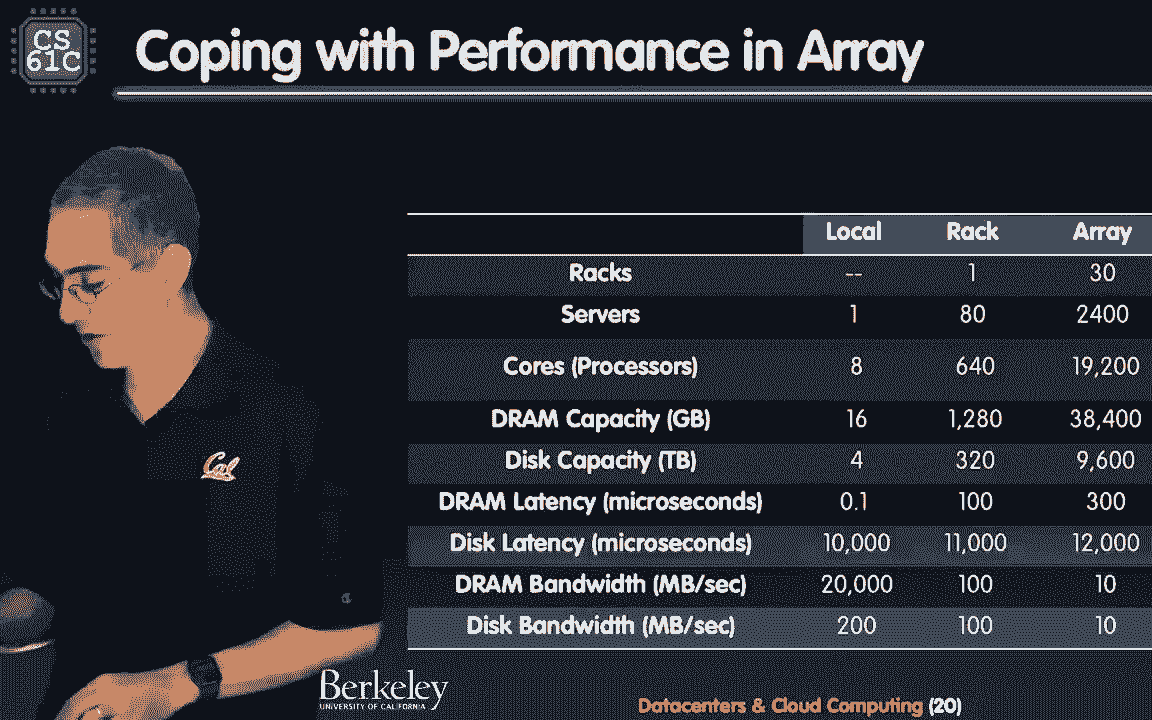 CS
61C
Coping with Performance in Array
Local Rack Array
Racks -- 1 30
Servers 1 80 2400
Cores (Processors) 8 640 19,200
DRAM Capacity (GB) 16 1,280 38,400
Disk Capacity (TB) 4 320 9,600
DRAM Latency (microseconds) 0.1 100 300
Disk Latency (microseconds) 10,000 11,000 12,000
DRAM Bandwidth (MB/sec) 20,000 100 10
Disk Bandwidth (MB/sec) 200 100 10
Cal
Berkeley
UNIVERSITY OF CALIFORNIA
Datacenters & Cloud Computing (20)